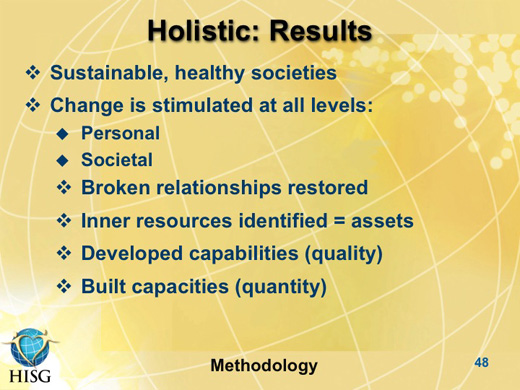 Holistic: Results
Sustainable, healthy societies
Change is stimulated at all levels:
Personal
Societal
Broken relationships restored
Inner resources identified = assets
Developed capabilities (quality)
Built capacities (quantity)
HISG
Methodology
48